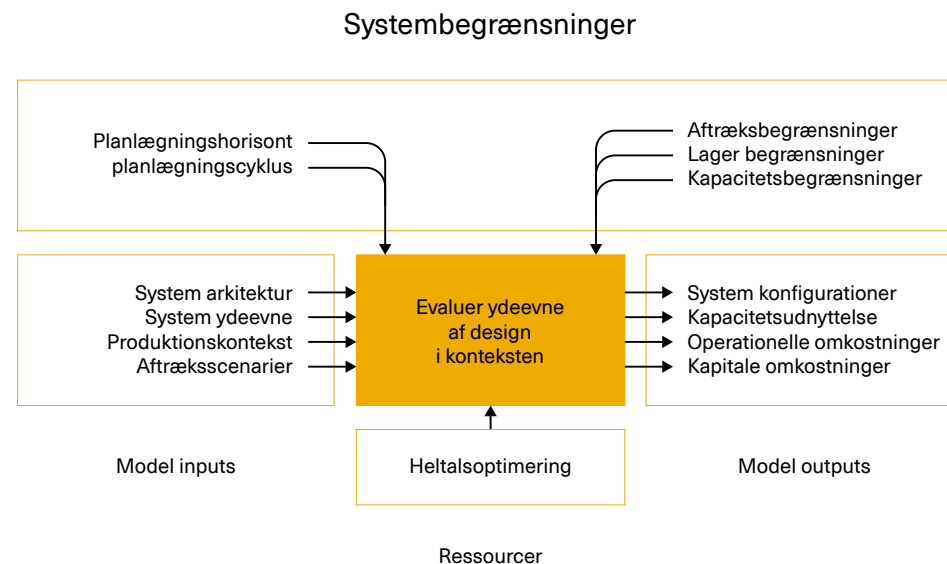 Systembegrænsninger
Planlægningshorisont
planlægningscyklus
Aftræksbegrænsninger
Lager begrænsninger
Kapacitetsbegrænsninger
System arkitektur
System ydeevne
Produktionskontekst
Aftræksscenarier
Evaluer ydeevne
af design
i konteksten
System konfigurationer
Kapacitetsudnyttelse
Operationelle omkostninger
Kapitale omkostninger
Model inputs
Heltalsoptimering
Model outputs
Ressourcer